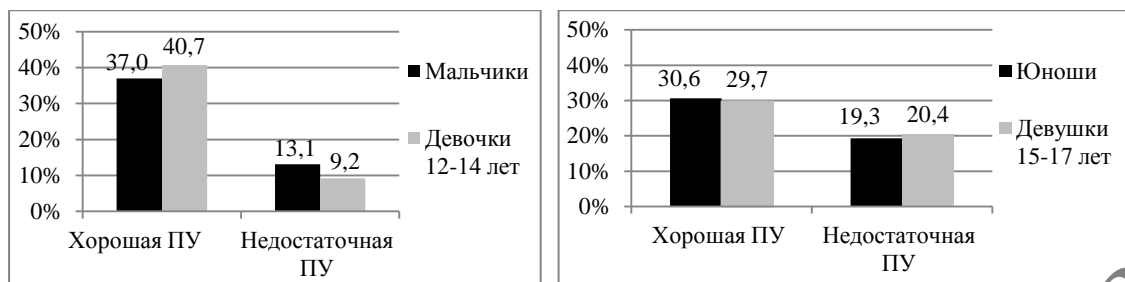 50%
40%
30%
20%
10%
0%
37,0
40,7
13,1
9,2
Хорошая ПУ
Недостаточная
ПУ
Мальчики
Девочки
12-14 лет
50%
40%
30%
20%
10%
0%
30,6
29,7
19,3
20,4
Хорошая ПУ
Недостаточная
ПУ
Юноши
Девушки
15-17 лет